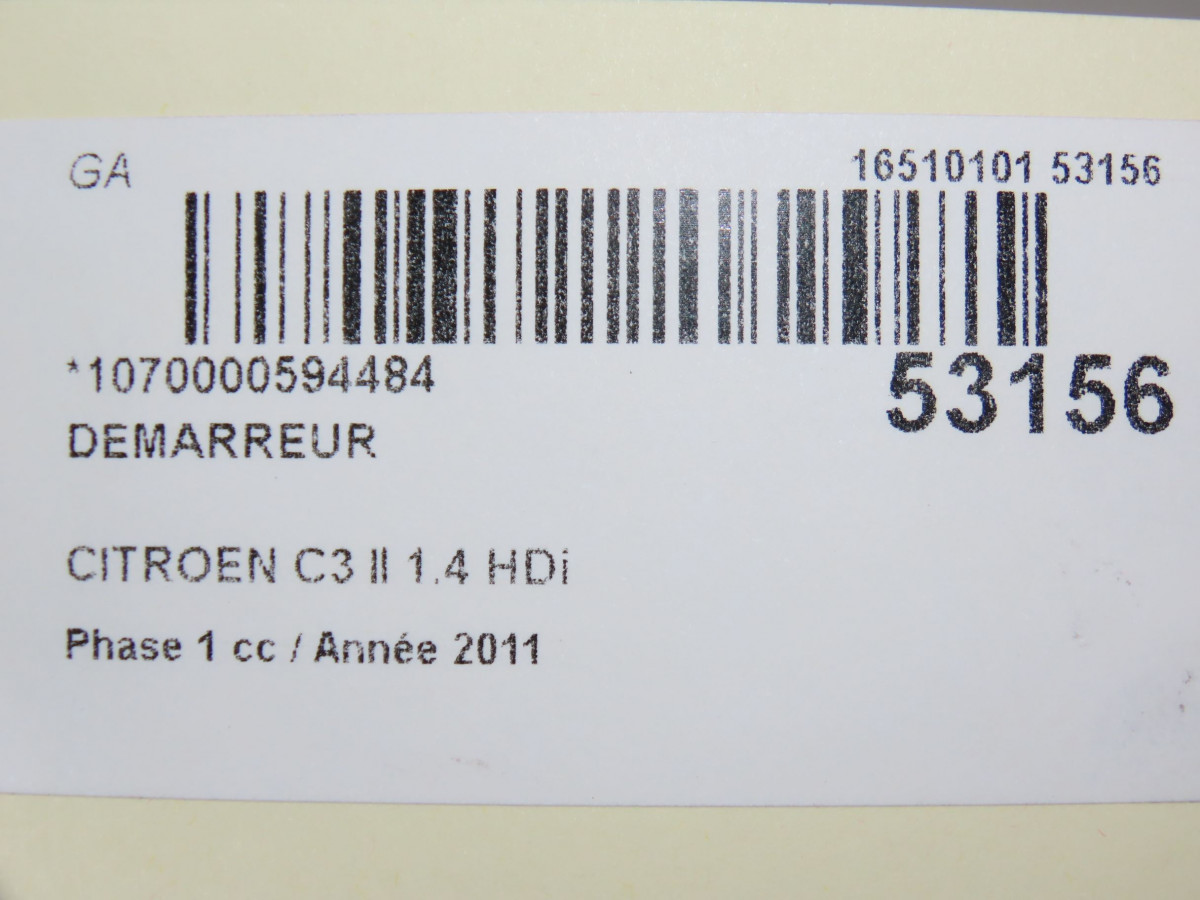 GA
16510101 53156
*1070000594484
53156
DEMARREUR
CITROEN C3 II 1.4 HDi
Phase 1 cc / Année 2011